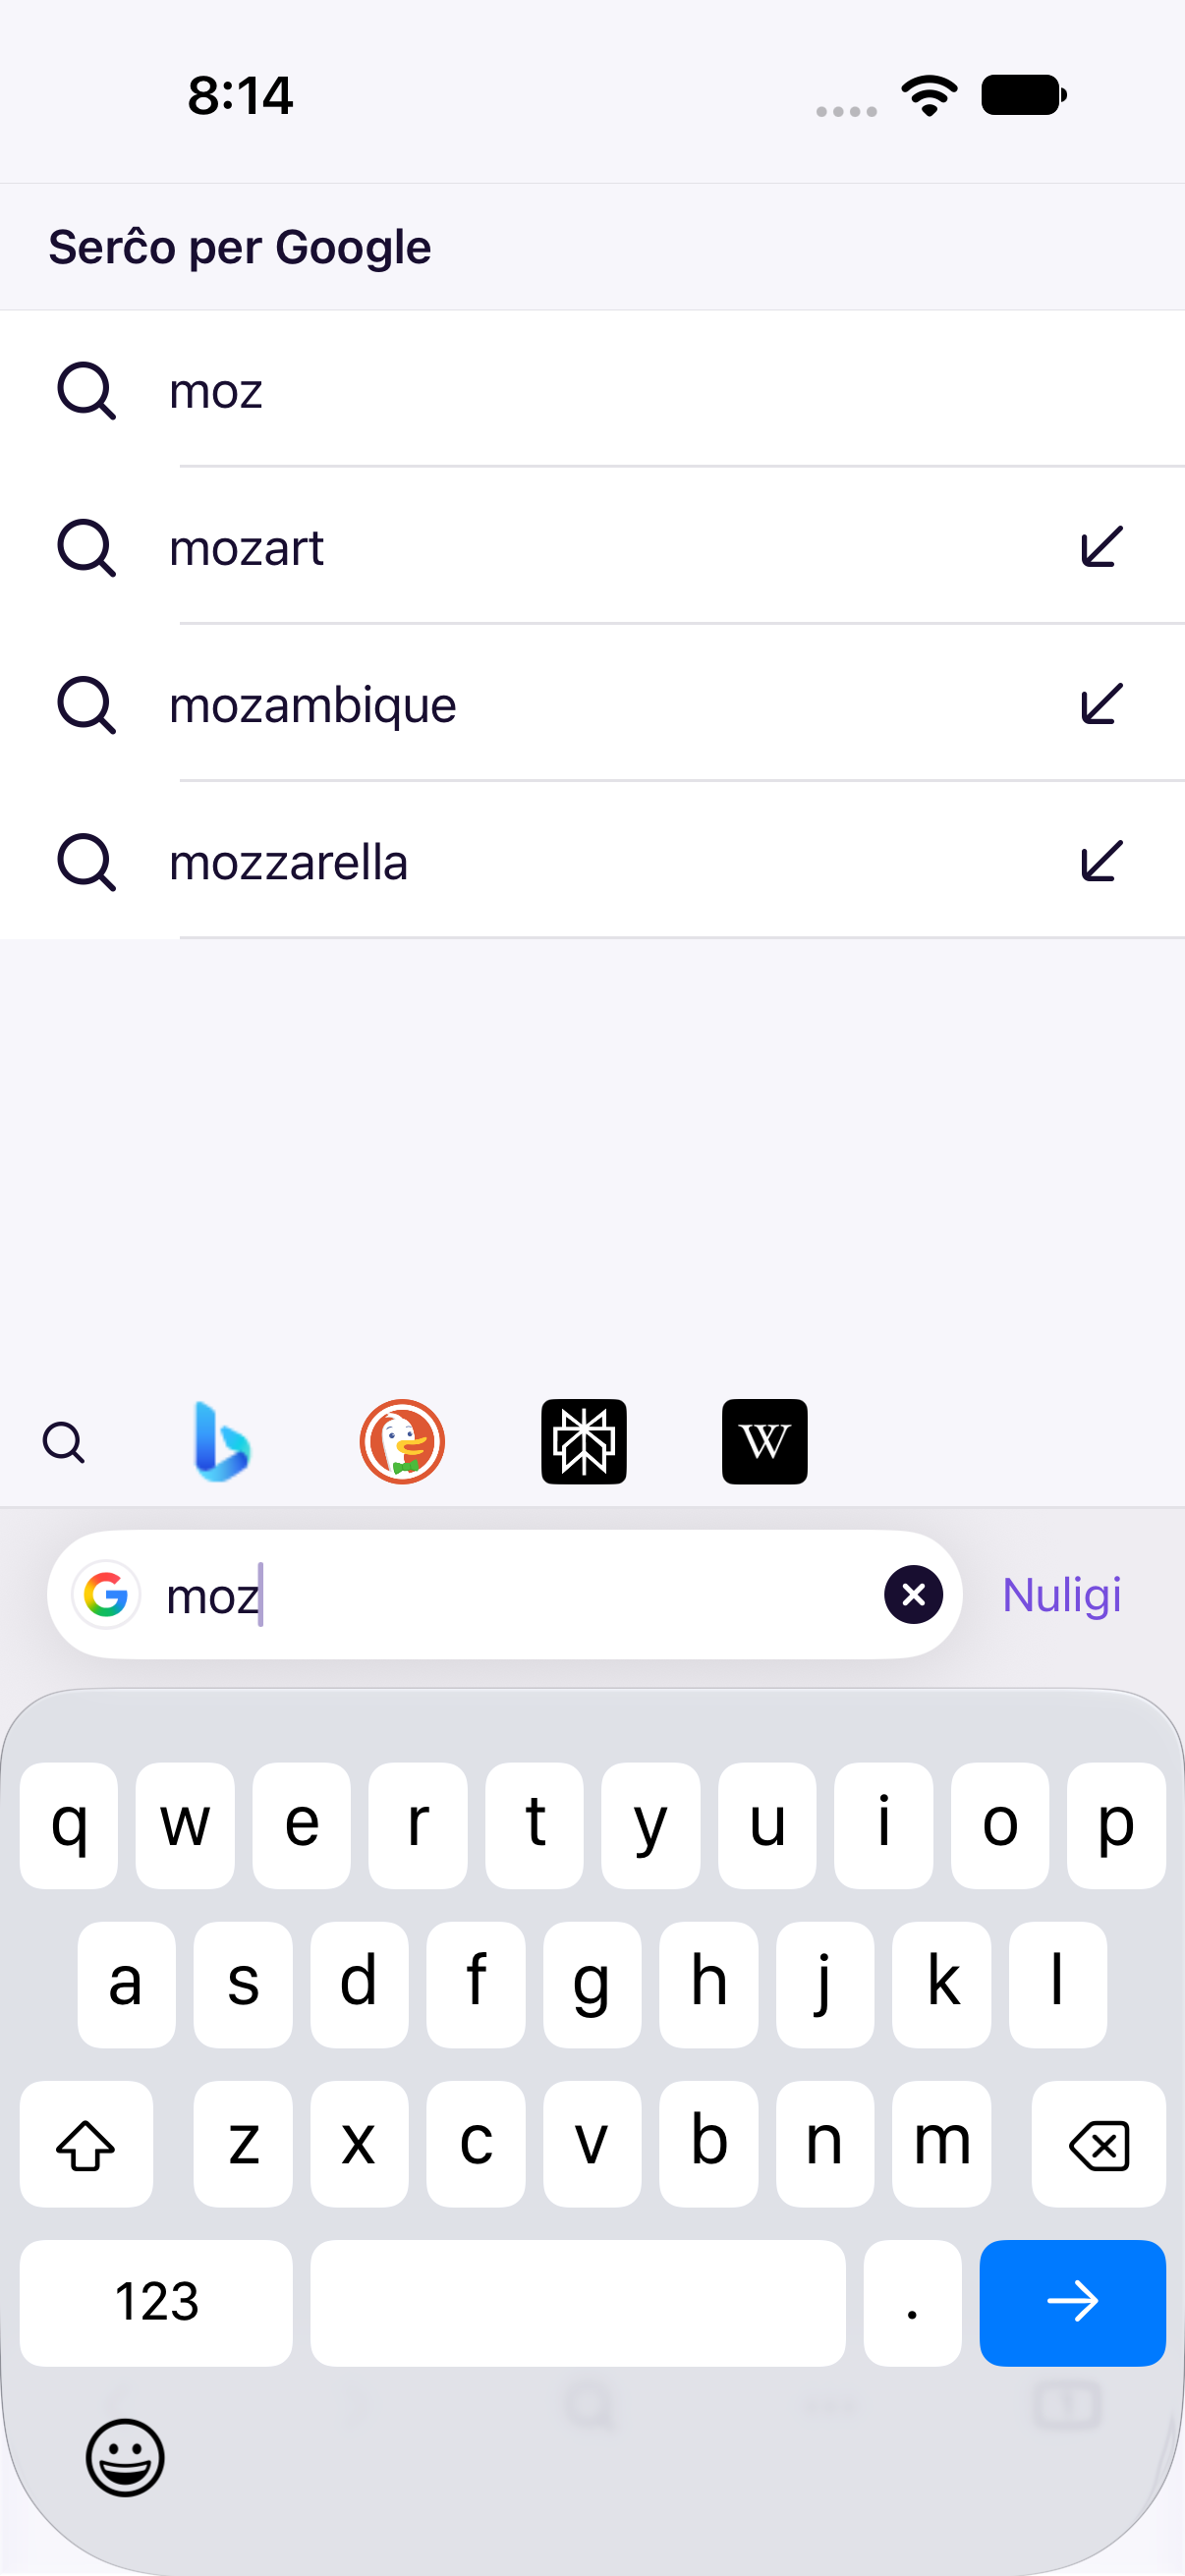 8:14
Serĉo per Google
moz
mozart
mozambique
mozzarella
W
moz
Nuligi
q w e r t y u i o p
a s d f g h j k l
z x c v b n m
123 .